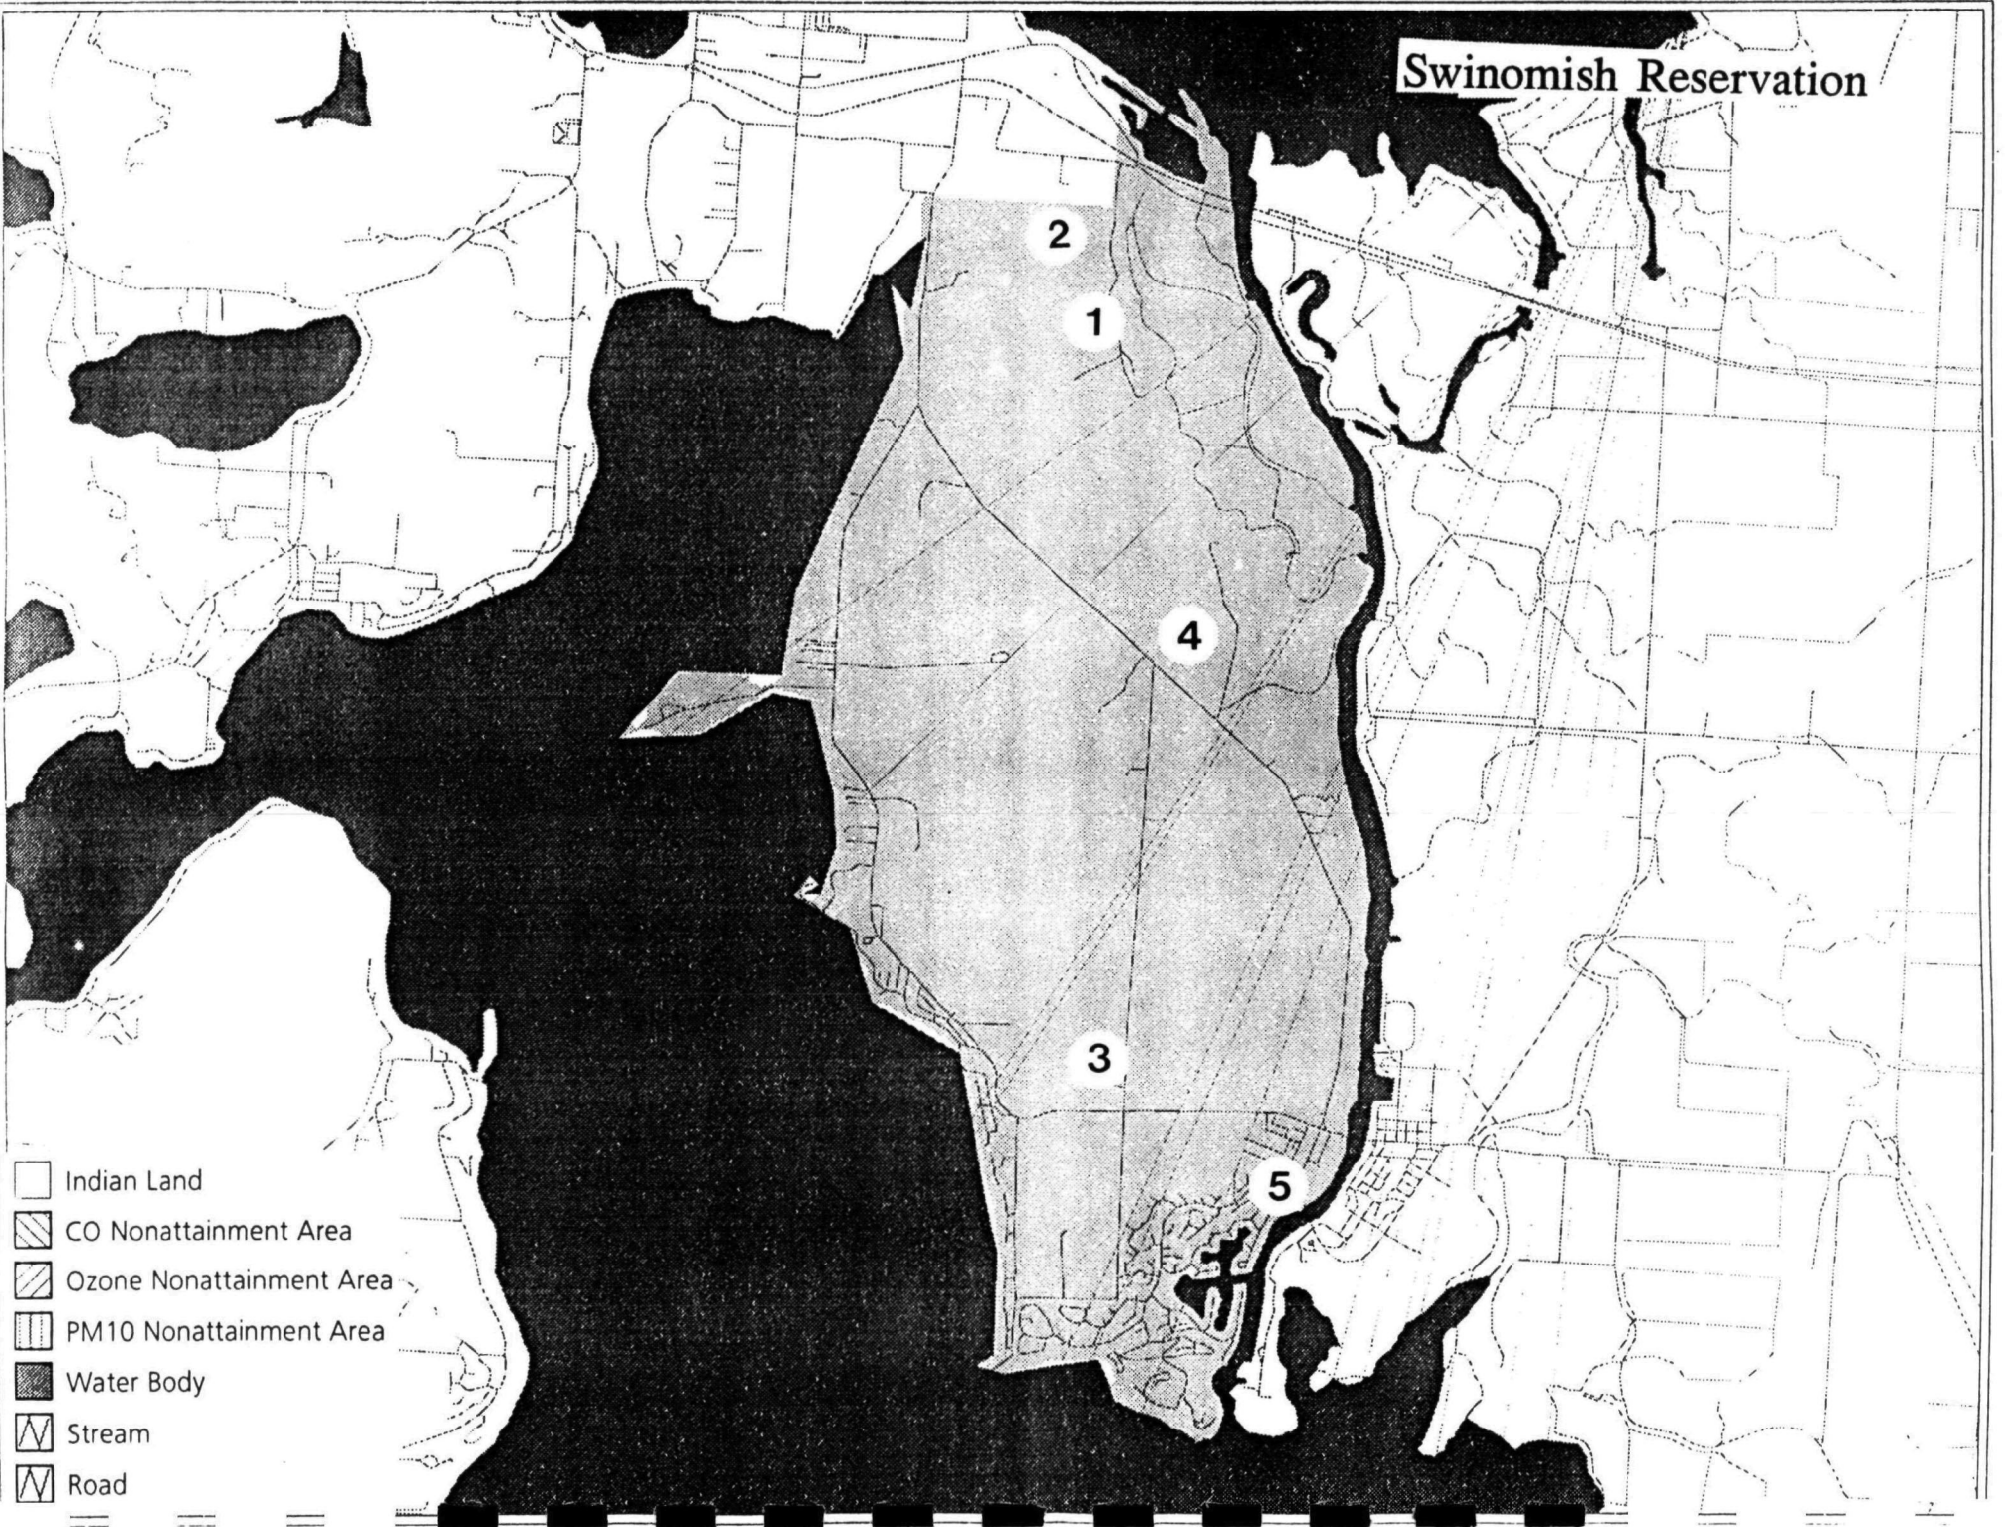 Swinomish Reservation
2
1
4
3
5
Indian Land
CO Nonattainment Area
Ozone Nonattainment Area
PM10 Nonattainment Area
Water Body
Stream
Road